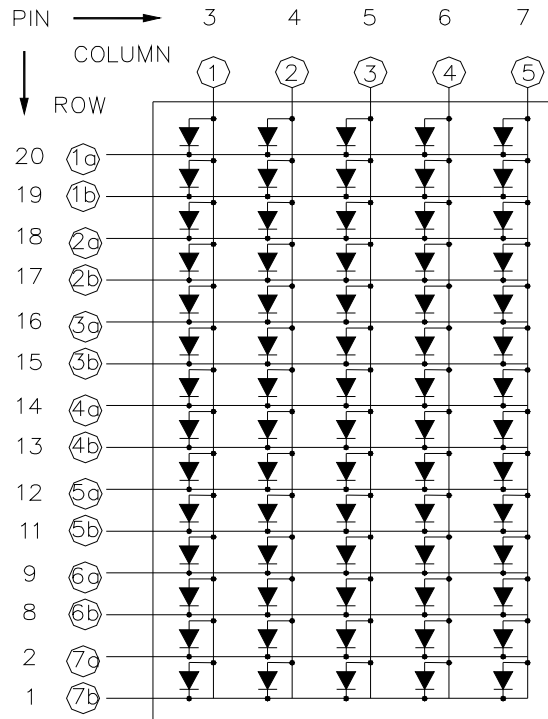 PIN 3 4 5 6 7
COLUMN
1 2 3 4 5
ROW
20 1a
19 1b
18 2a
17 2b
16 3a
15 3b
14 4a
13 4b
12 5a
11 5b
9 6a
8 6b
2 7a
1 7b